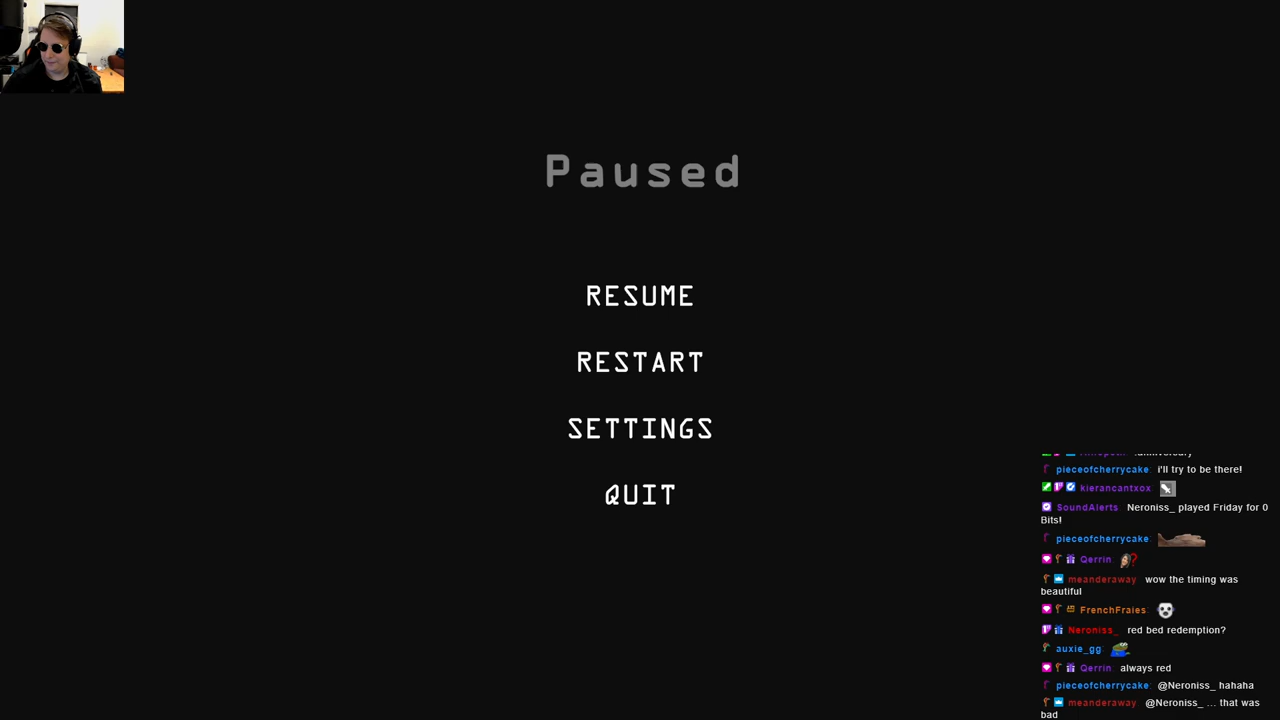 Paused
RESUME
RESTART
SETTINGS
QUIT
pieceofcherrycake: i'll try to be there!
kierancantxox:
SoundAlerts: Neroniss_ played Friday for 0
Bits!
pieceofcherrycake:
Qerrin:
meanderaway: wow the timing was
beautiful
FrenchFraies:
Neroniss_: red bed redemption?
auxie_gg:
Qerrin: always red
pieceofcherrycake: @Neroniss_ hahaha
meanderaway: @Neroniss_ ... that was
bad